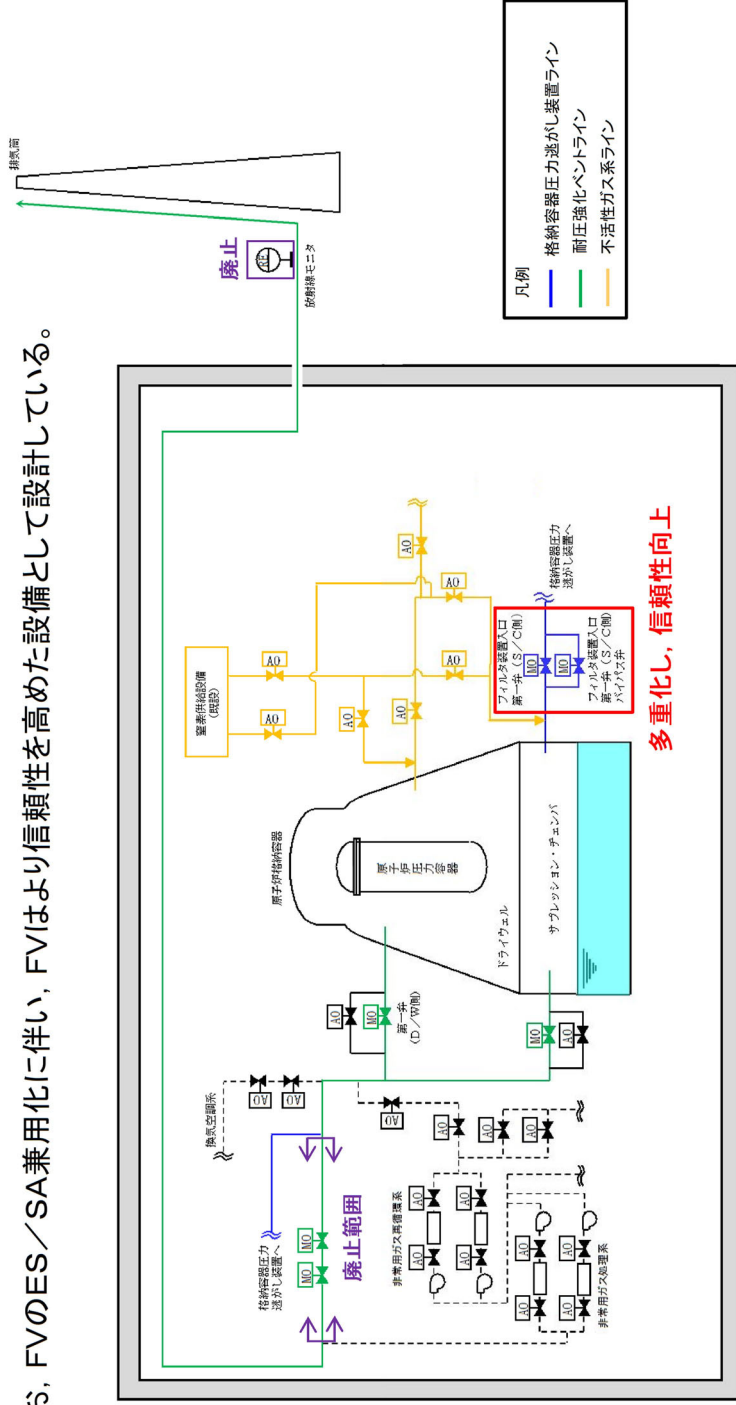 お, FVのES／SA兼用化に伴い, FVはより信頼性を高めた設備として設計している。
排気筒
廃止
RE
放射線モニタ
凡例
格納容器圧力逃がし装置ライン
耐圧強化ベントライン
不活性ガス系ライン
窒素供給設備
(既設)
AO
AO
AO
AO
AO
AO
AO
フィルタ装置入口
第一弁（S／C側）
MO
MO
フィルタ装置入口
第一弁（S／C側）
バイパス弁
格納容器圧力
逃がし装置へ
多重化し, 信頼性向上
原子炉格納容器
原子炉圧力容器
ドライウェル
サプレッション・チェンバ
AO
MO
第一弁
（D／W側）
MO
AO
換気空調系
AO
AO
AO
格納容器圧力
逃がし装置へ
MO
MO
廃止範囲
AO
AO
AO
非常用ガス再循環系
AO
AO
AO
AO
AO
AO
AO
AO
非常用ガス処理系